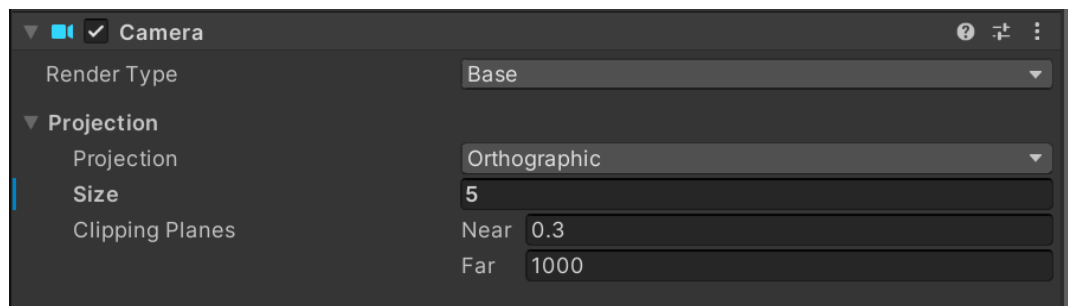 Camera
Render Type Base
Projection
Projection Orthographic
Size 5
Clipping Planes Near 0.3
Far 1000